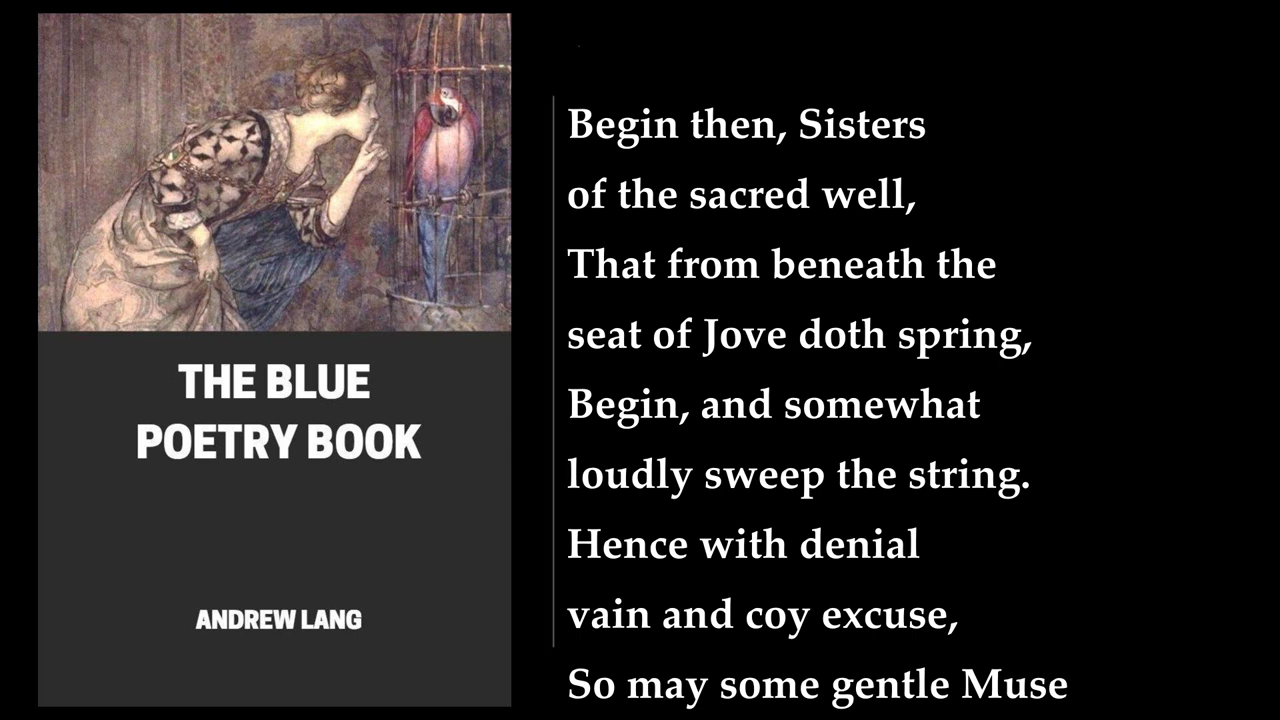 THE BLUE
POETRY BOOK
ANDREW LANG
Begin then, Sisters
of the sacred well,
That from beneath the
seat of Jove doth spring,
Begin, and somewhat
loudly sweep the string.
Hence with denial
vain and coy excuse,
So may some gentle Muse